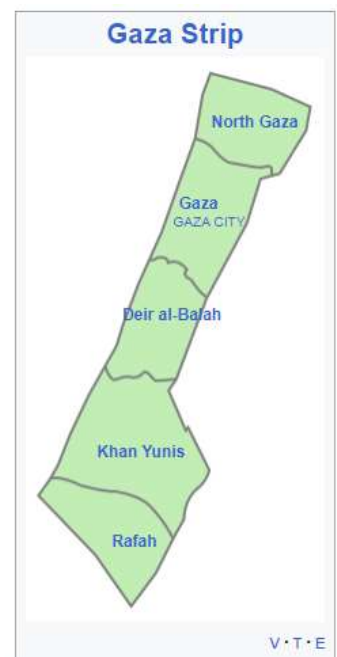 Gaza Strip
North Gaza
Gaza
GAZA CITY
Deir al-Balah
Khan Yunis
Rafah
V · T · E